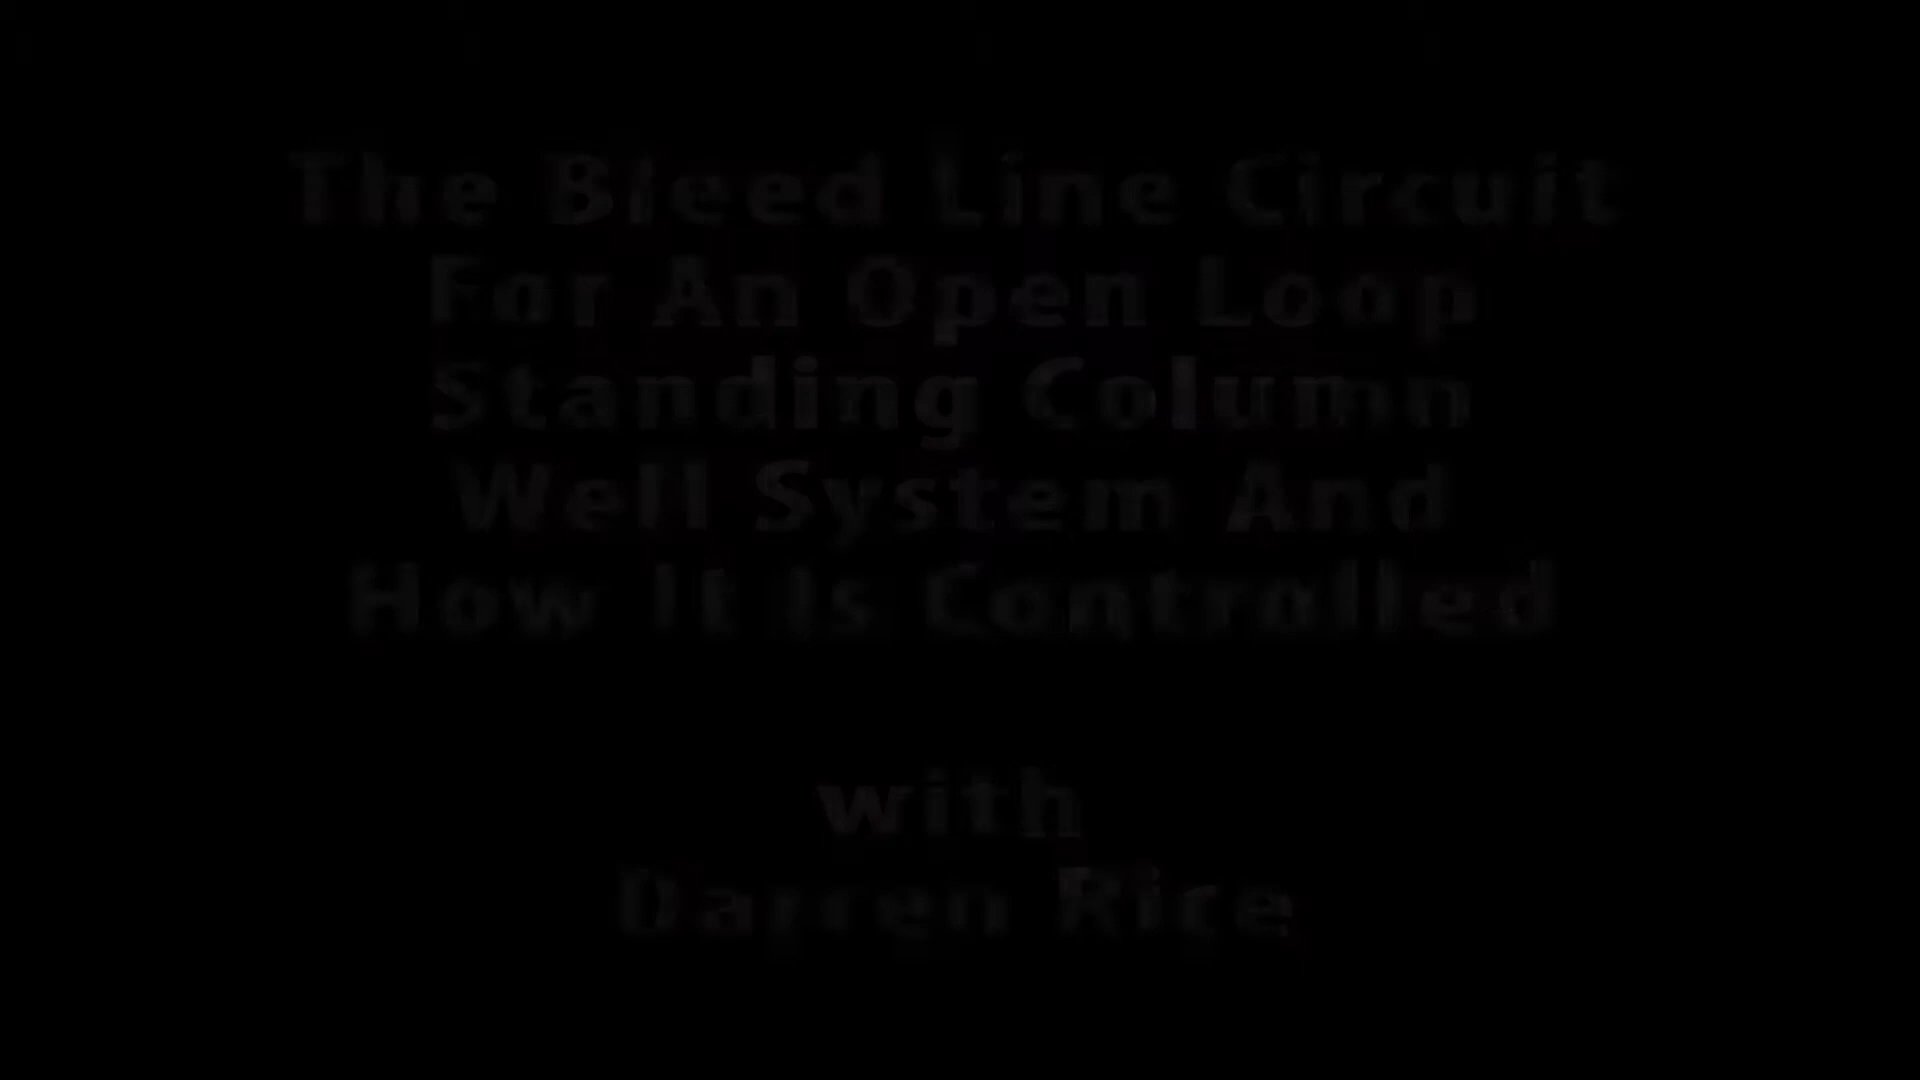 The Bleed Line Circuit
For An Open Loop
Standing Column
Well System And
How It Is Controlled
with
Darren Rice